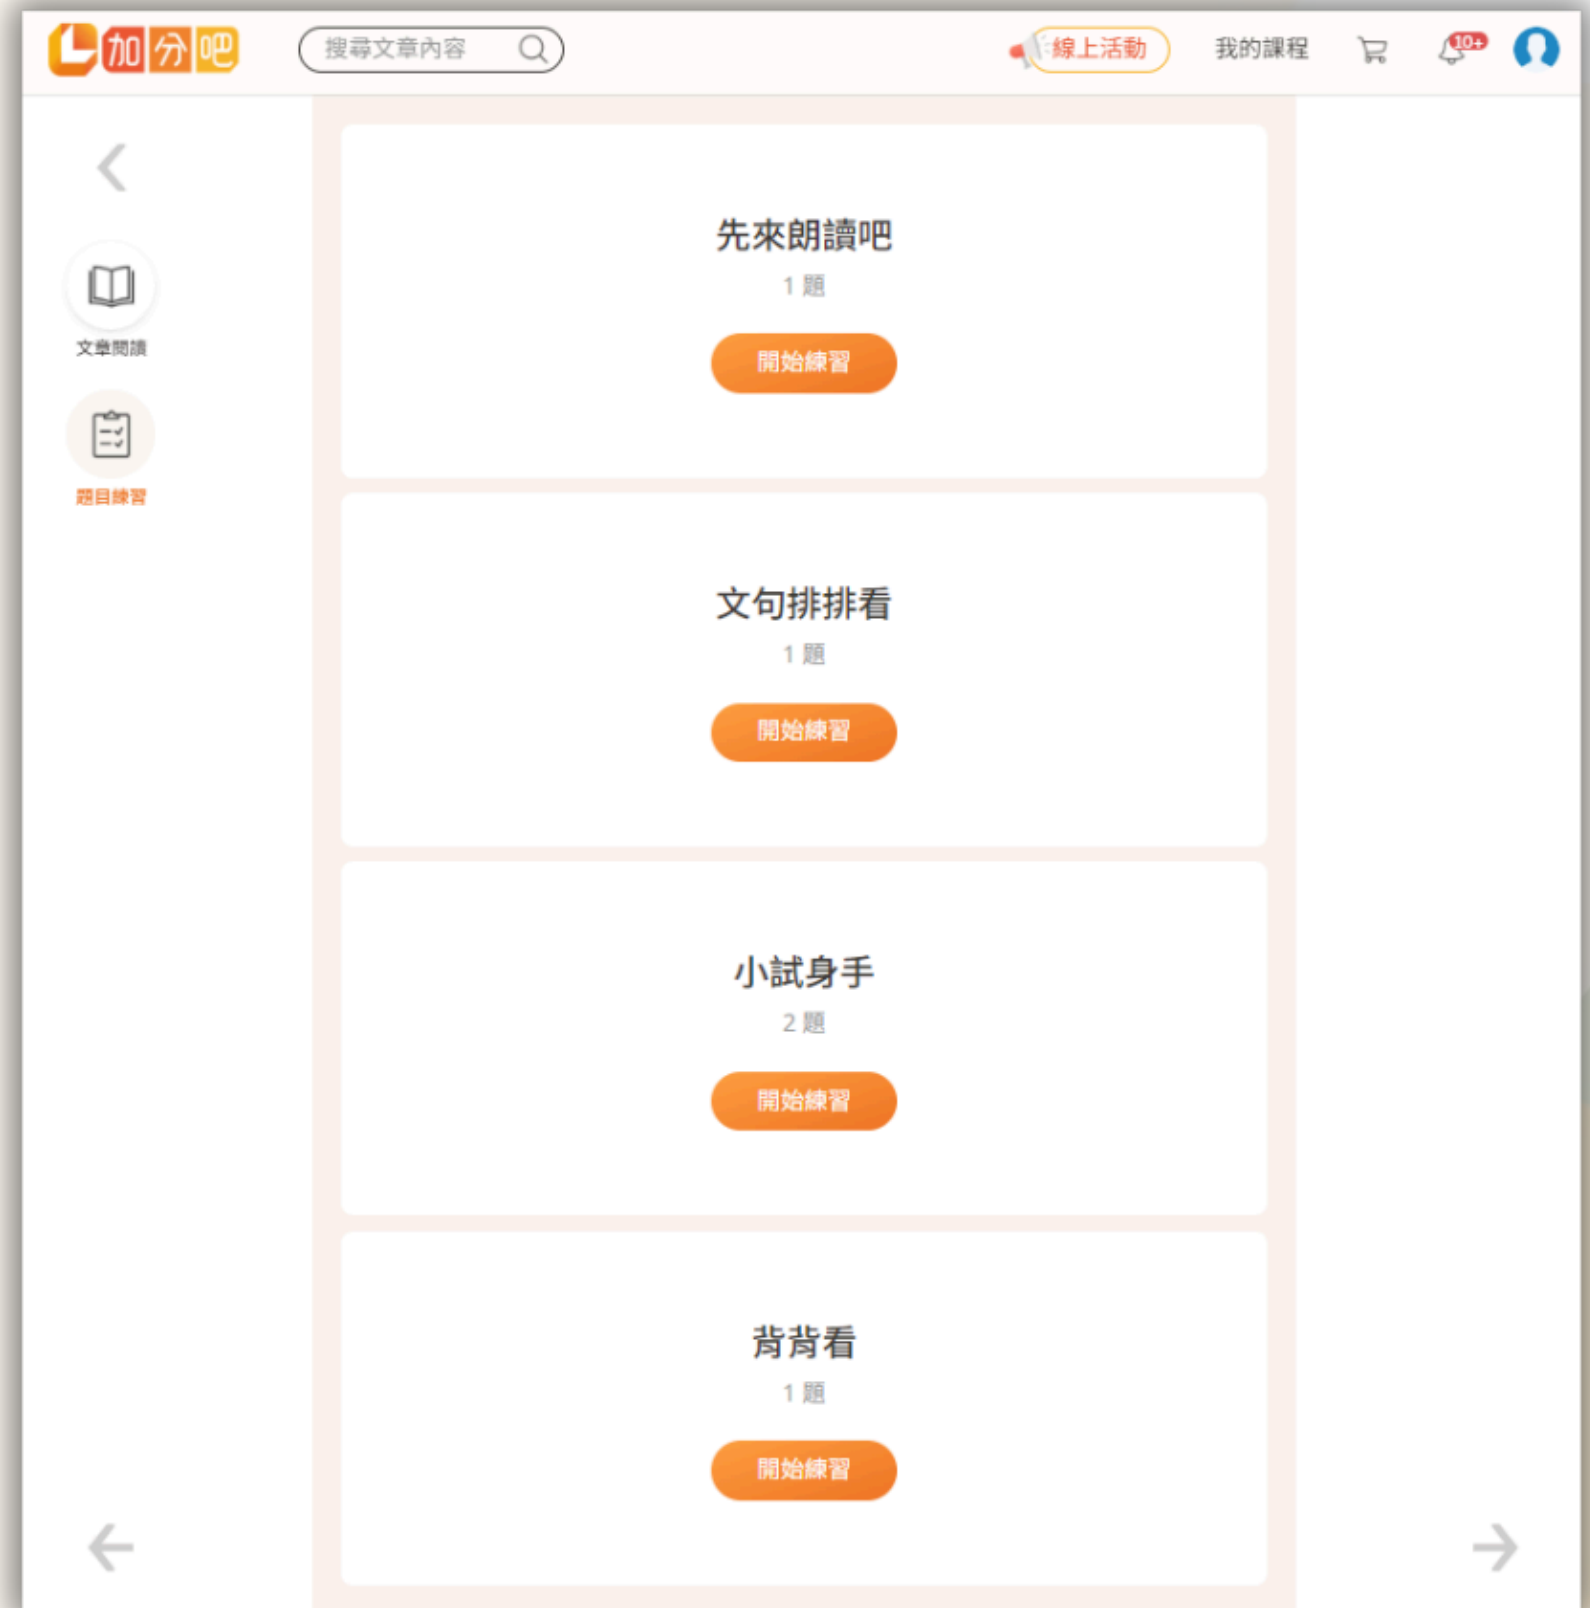 加分吧
搜尋文章內容
線上活動
我的課程
10+
文章閱讀
題目練習
先來朗讀吧
1 題
開始練習
文句排排看
1 題
開始練習
小試身手
2 題
開始練習
背背看
1 題
開始練習